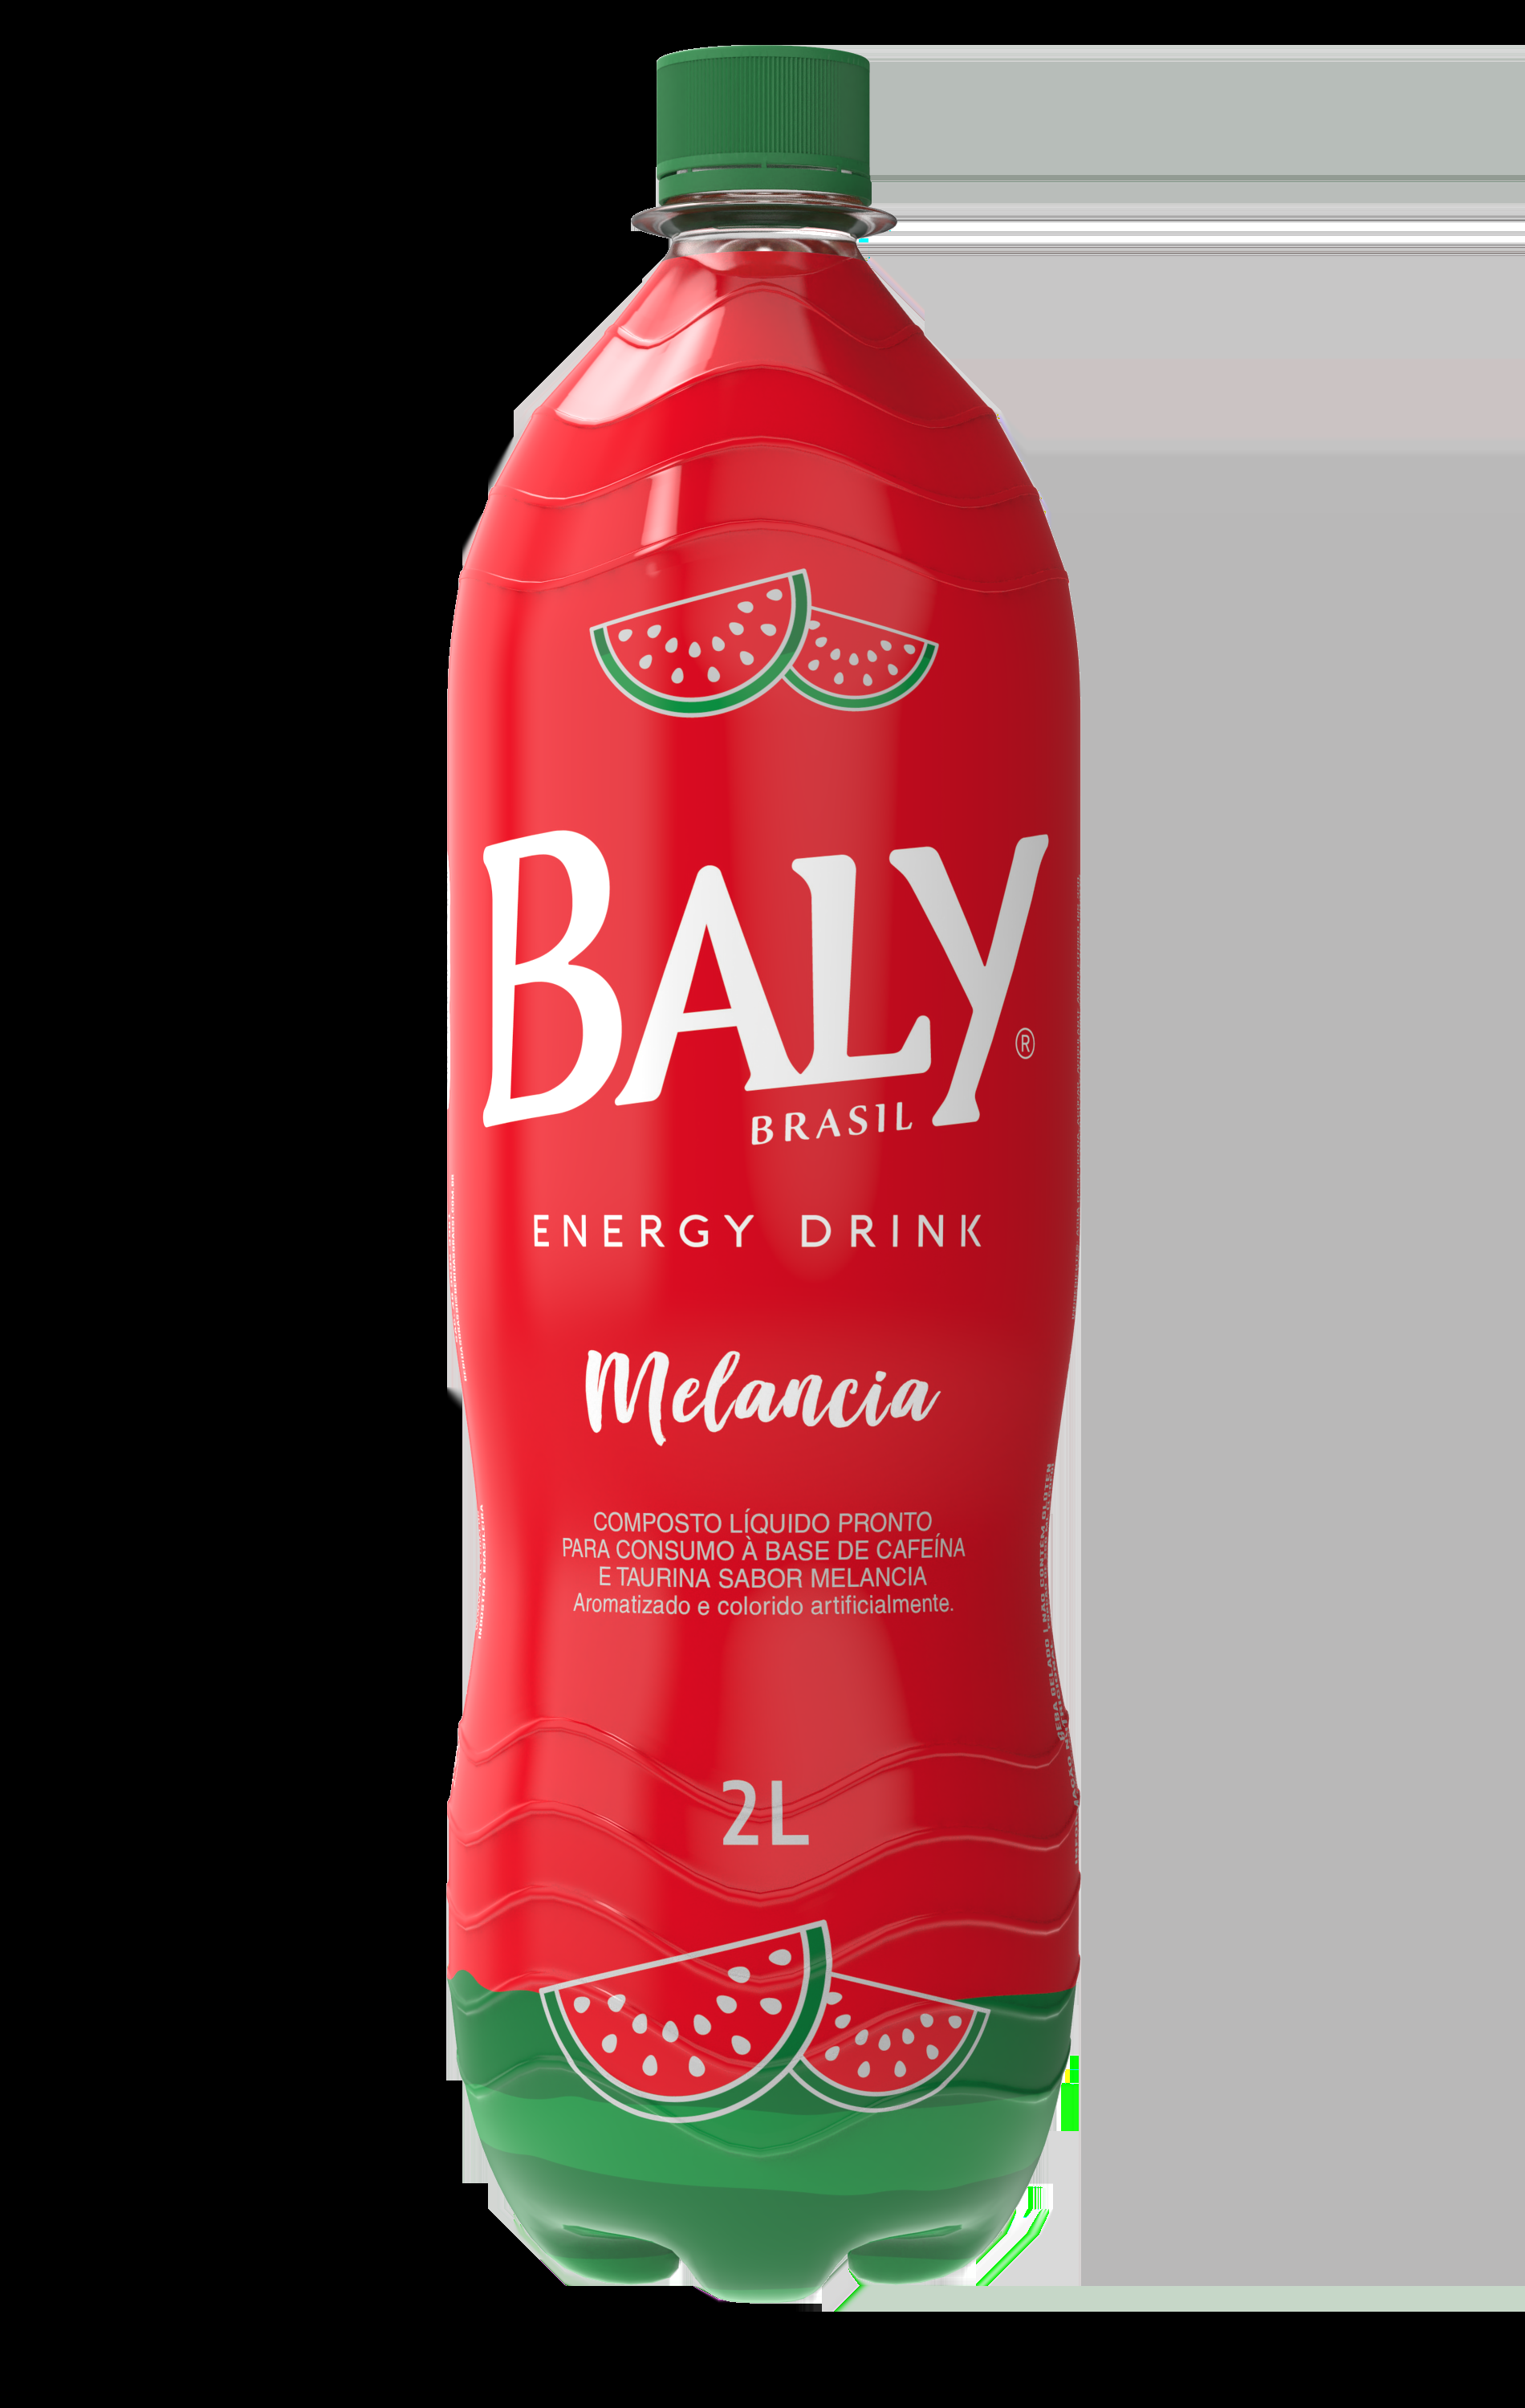 BALY
®
BRASIL
ENERGY DRINK
Melancia
COMPOSTO LÍQUIDO PRONTO
PARA CONSUMO À BASE DE CAFEÍNA
E TAURINA SABOR MELANCIA
Aromatizado e colorido artificialmente.
2L